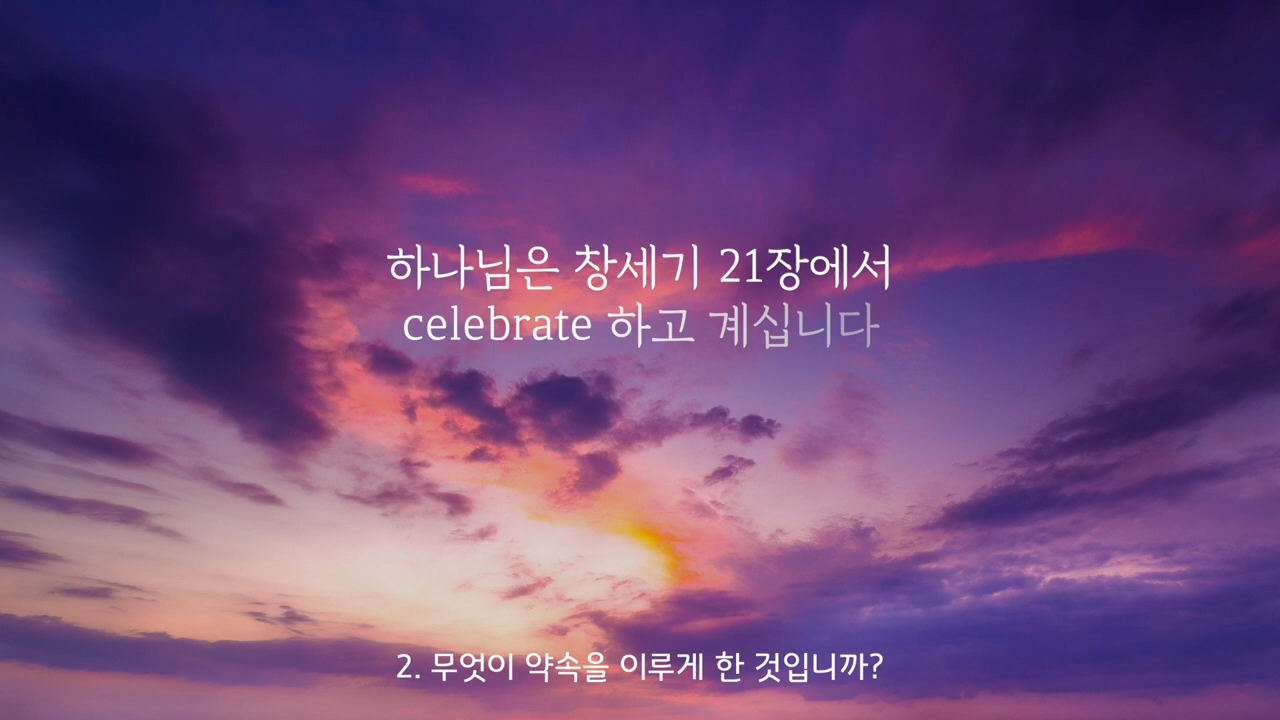 하나님은 창세기 21장에서
celebrate 하고 계십니다
2. 무엇이 약속을 이루게 한 것입니까?